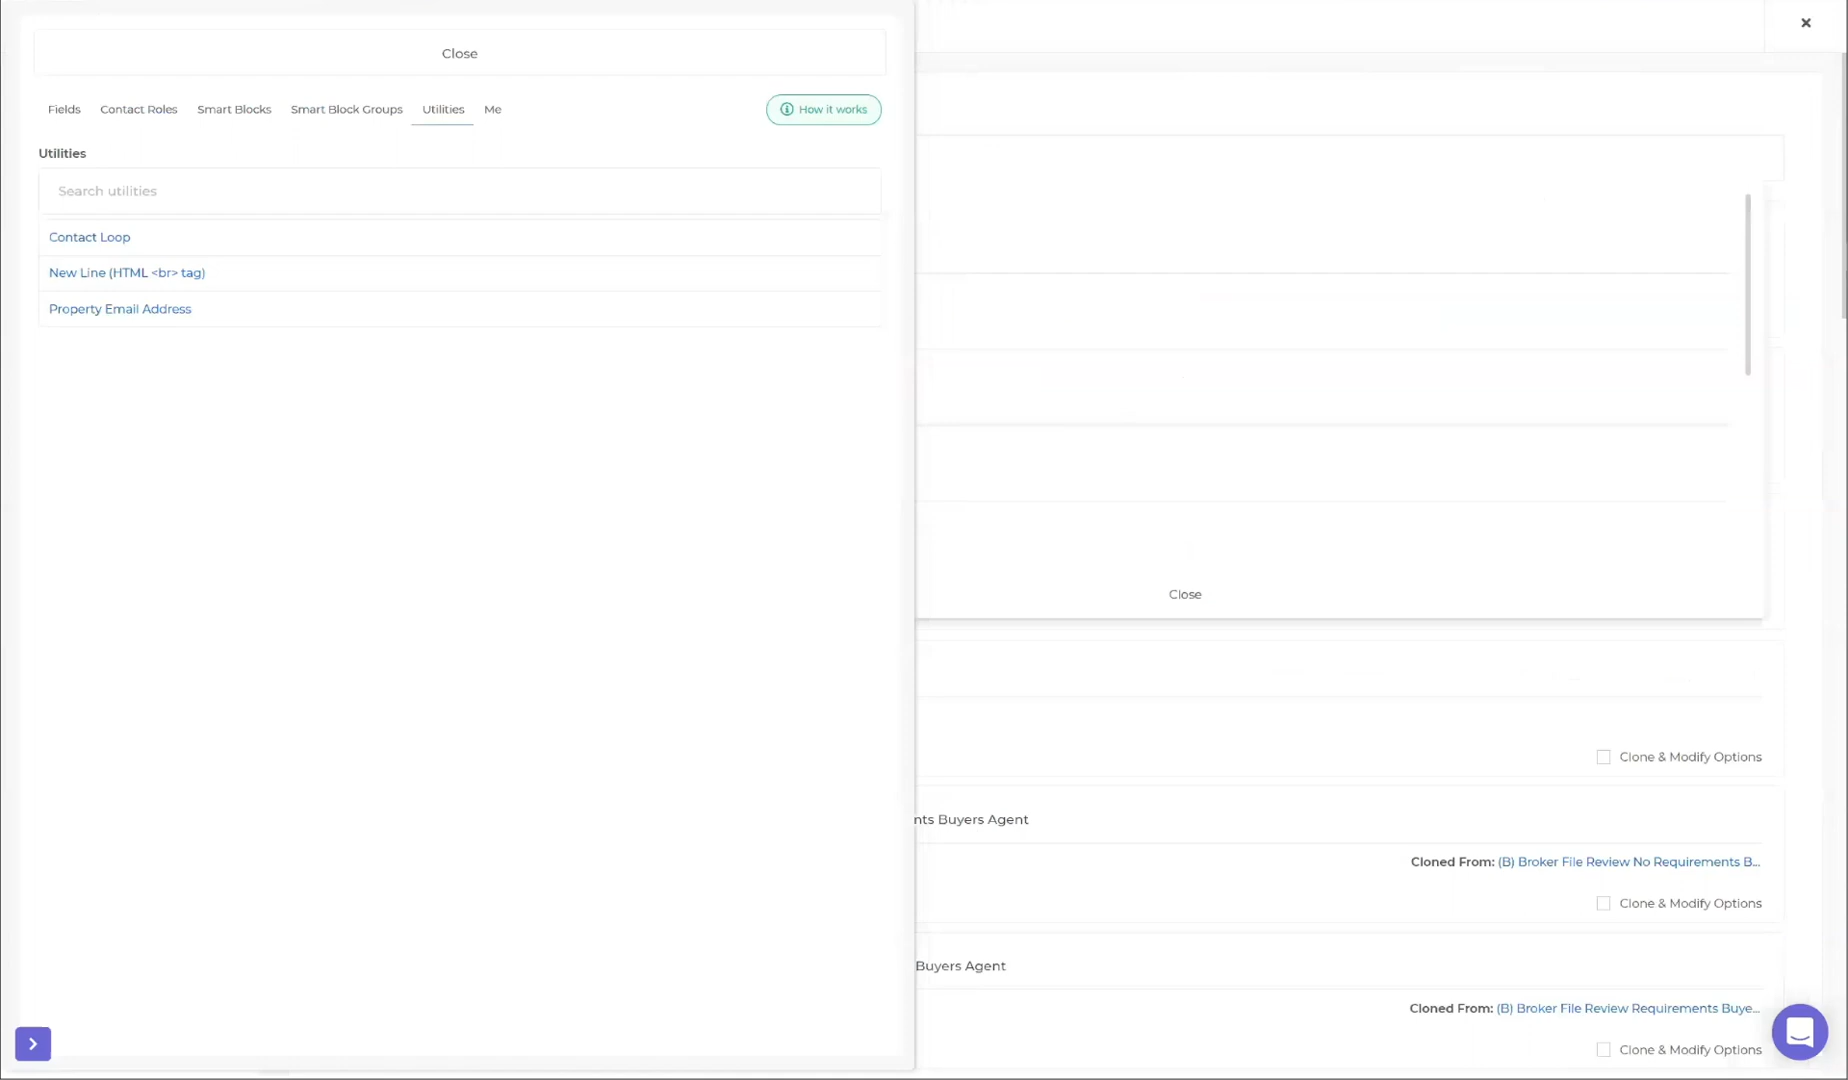 Close
Fields Contact Roles Smart Blocks Smart Block Groups Utilities Me How it works
Utilities
Search utilities
Contact Loop
New Line (HTML <br> tag)
Property Email Address
Close
Clone & Modify Options
nts Buyers Agent
Cloned From: (B) Broker File Review No Requirements B...
Clone & Modify Options
Buyers Agent
Cloned From: (B) Broker File Review Requirements Buye...
Clone & Modify Options